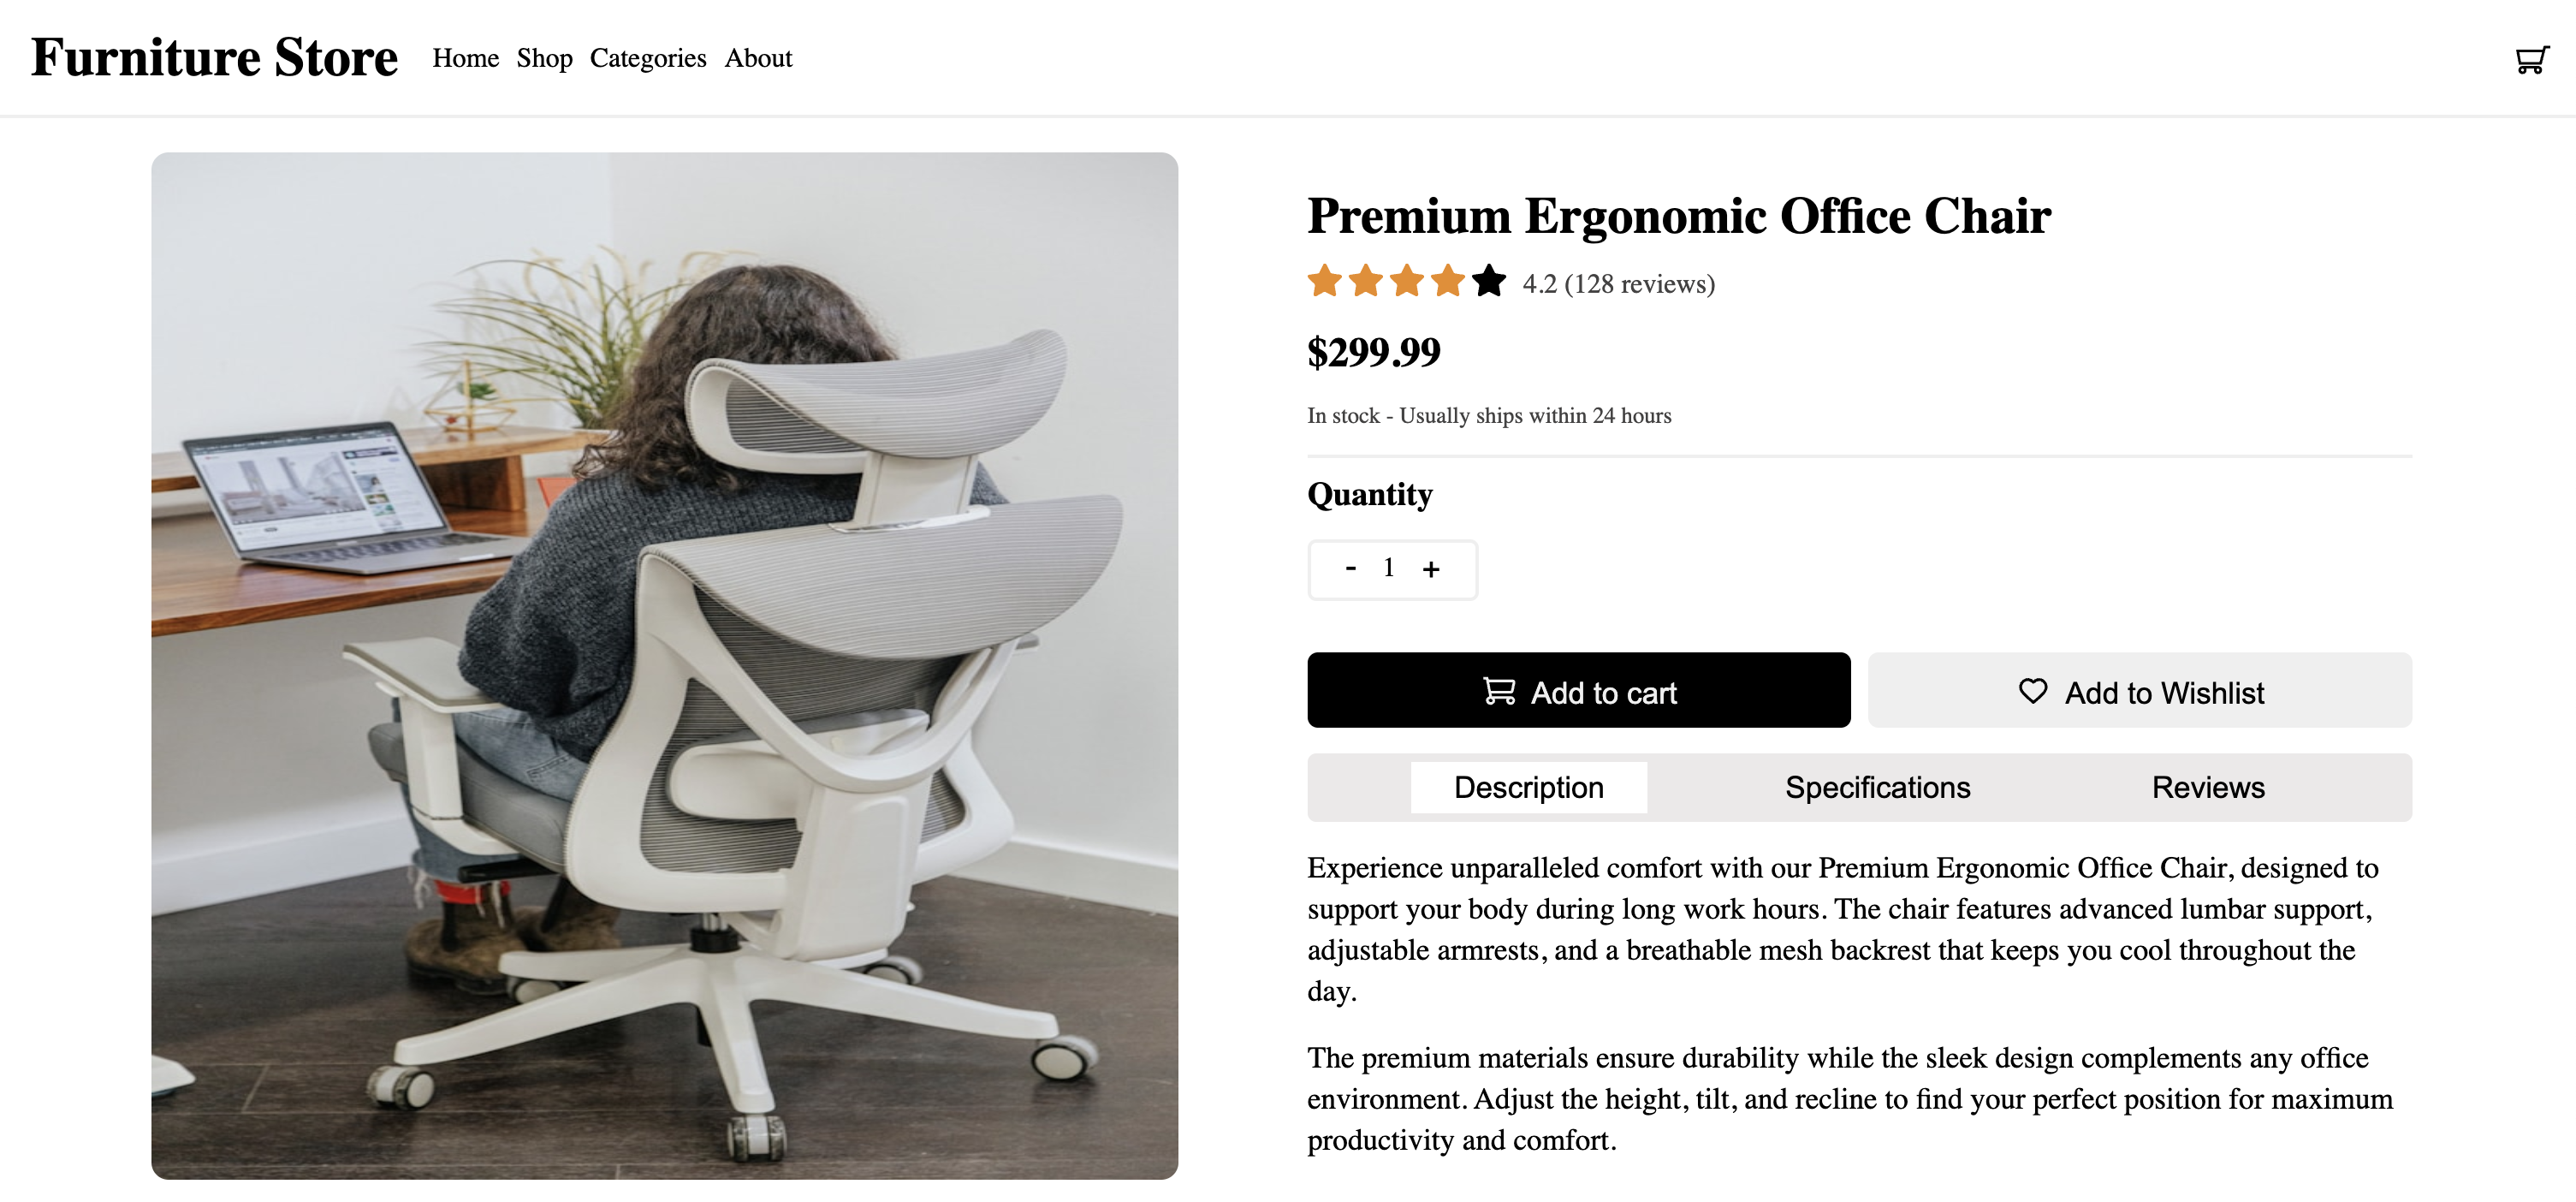 Furniture Store Home Shop Categories About
Premium Ergonomic Office Chair
4.2 (128 reviews)
$299.99
In stock - Usually ships within 24 hours
Quantity
- 1 +
Add to cart Add to Wishlist
Description Specifications Reviews
Experience unparalleled comfort with our Premium Ergonomic Office Chair, designed to
support your body during long work hours. The chair features advanced lumbar support,
adjustable armrests, and a breathable mesh backrest that keeps you cool throughout the
day.
The premium materials ensure durability while the sleek design complements any office
environment. Adjust the height, tilt, and recline to find your perfect position for maximum
productivity and comfort.